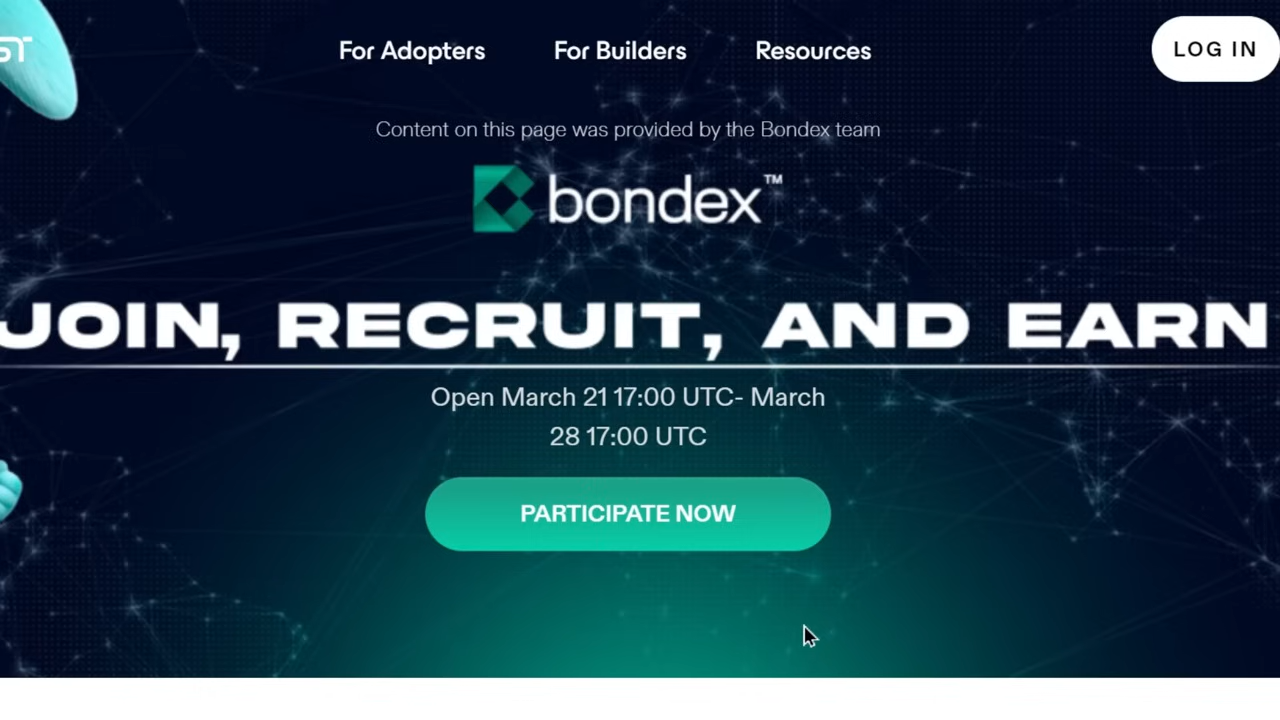 ST
For Adopters
For Builders
Resources
LOG IN
Content on this page was provided by the Bondex team
bondex™
JOIN, RECRUIT, AND EARN
Open March 21 17:00 UTC- March
28 17:00 UTC
PARTICIPATE NOW